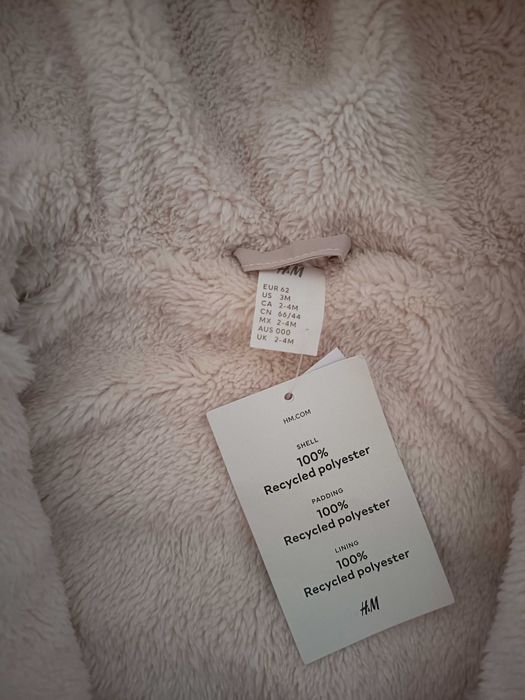 H&M
EUR 62
US 3M
CA 2-4M
CN 66/44
MX 2-4M
AUS 000
UK 2-4M
HM.COM
SHELL
100%
Recycled polyester
PADDING
100%
Recycled polyester
LINING
100%
Recycled polyester
H&M